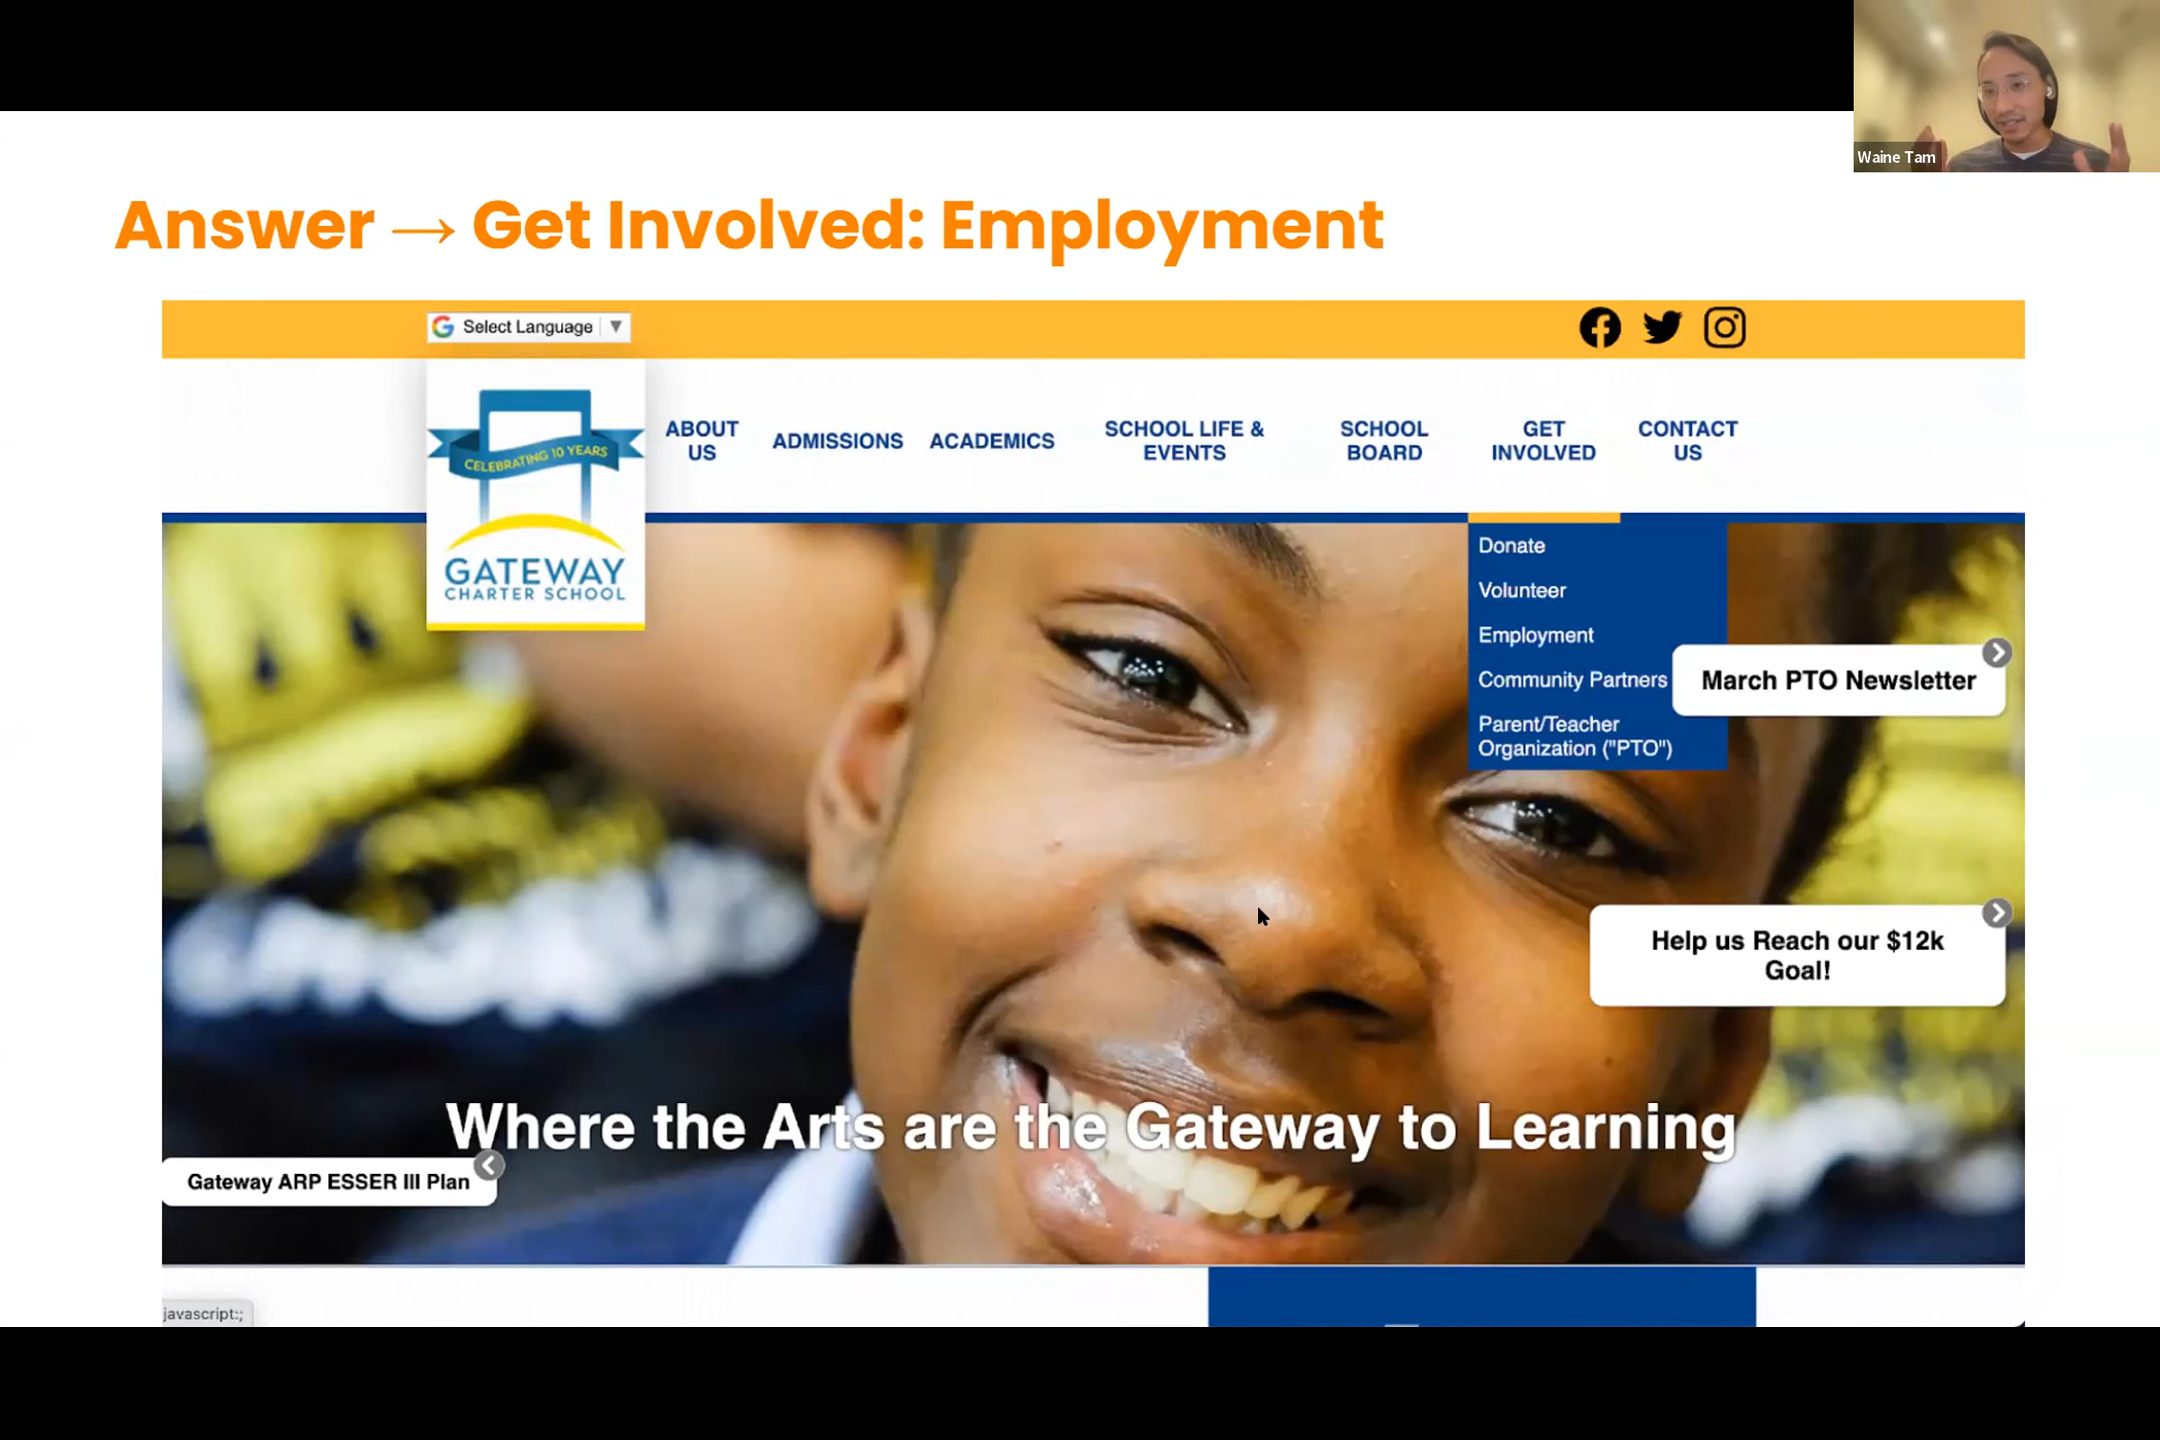 Waine Tam
Answer → Get Involved: Employment
Select Language ▼
CELEBRATING 10 YEARS
GATEWAY
CHARTER SCHOOL
ABOUT
US
ADMISSIONS
ACADEMICS
SCHOOL LIFE &
EVENTS
SCHOOL
BOARD
GET
INVOLVED
CONTACT
US
Donate
Volunteer
Employment
Community Partners
Parent/Teacher
Organization ("PTO")
March PTO Newsletter
Help us Reach our $12k
Goal!
Where the Arts are the Gateway to Learning
Gateway ARP ESSER III Plan
javascript:;